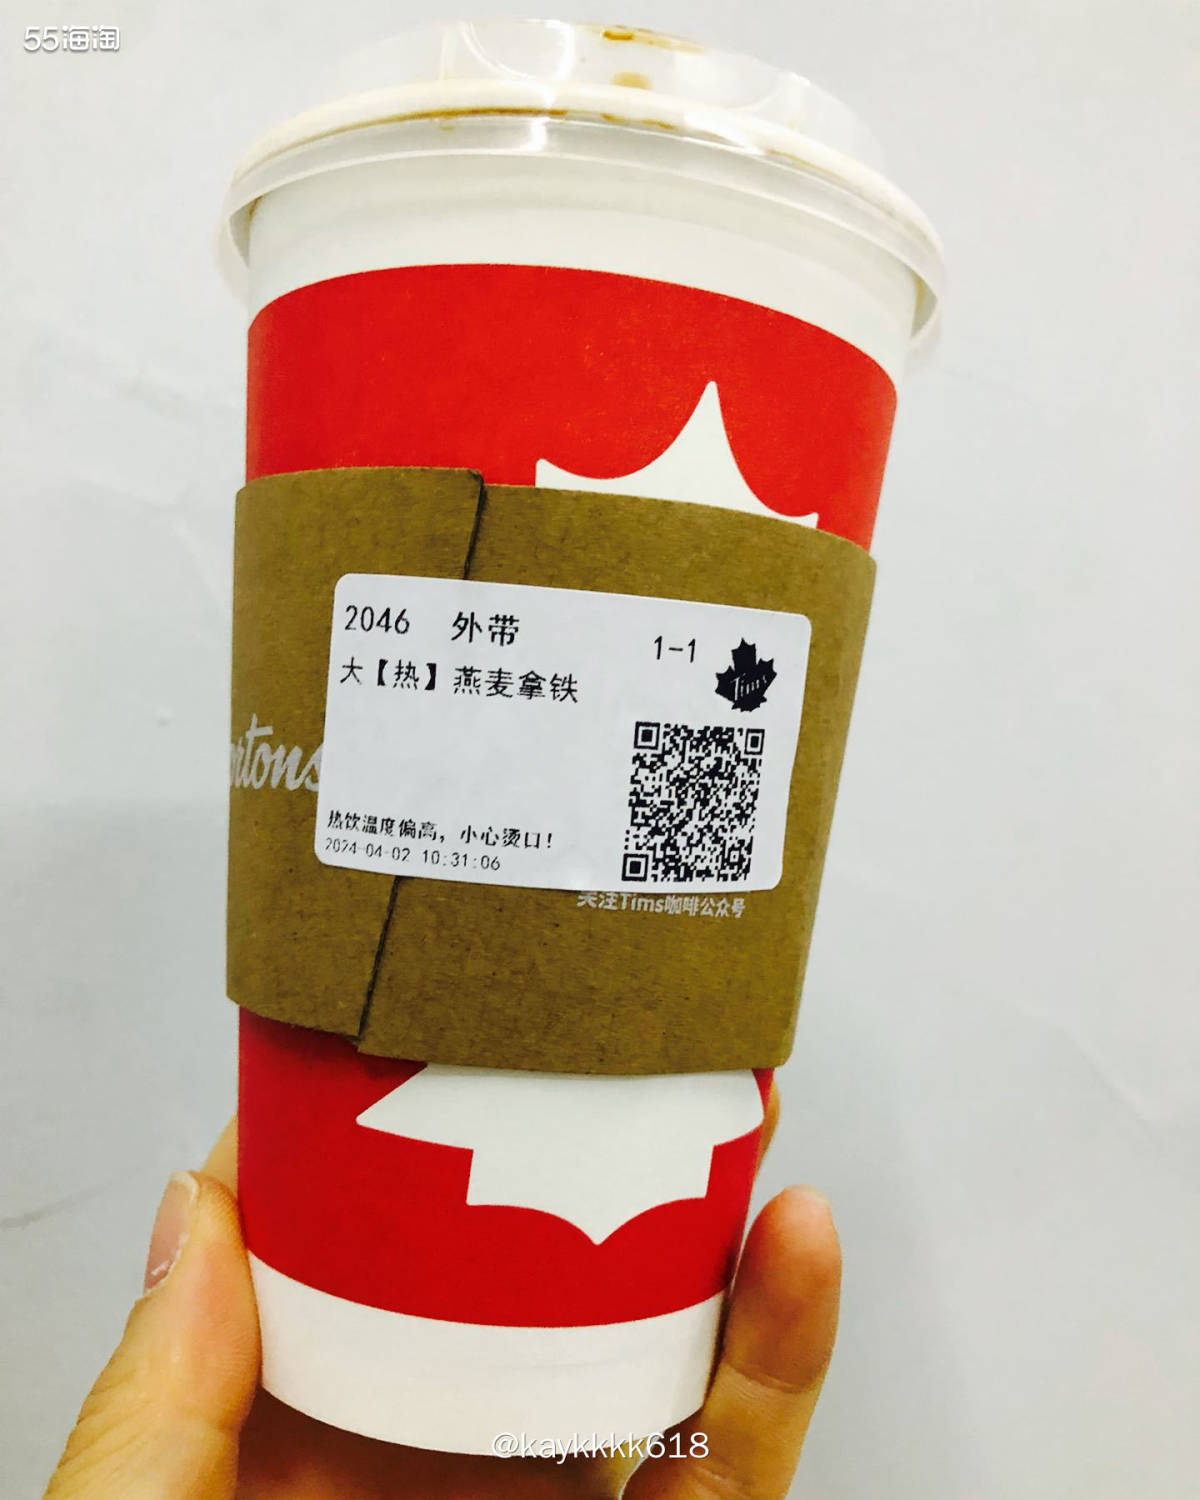 55海淘
2046 外带
1-1
Tims
大【热】燕麦拿铁
rtons
热饮温度偏高，小心烫口！
2024-04-02 10:31:06
关注Tims咖啡公众号
@kaykkkk618